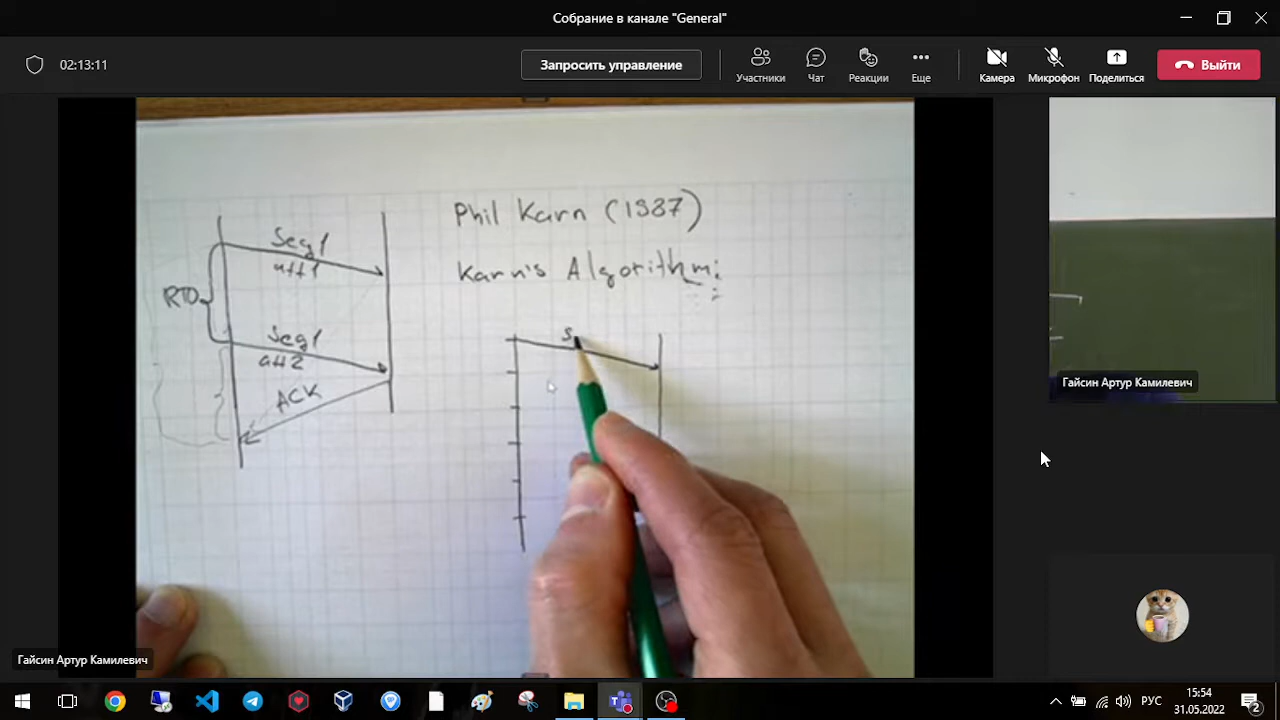 Собрание в канале "General"
02:13:11
Запросить управление
Участники
Чат
Реакции
Еще
Камера
Микрофон
Поделиться
Выйти
Phil Karn (1987)
Karn's Algorithm:
Seg1
att1
RTO
Seg1
att2
ACK
S
Гайсин Артур Камилевич
Гайсин Артур Камилевич
РУС
15:54
31.05.2022
2